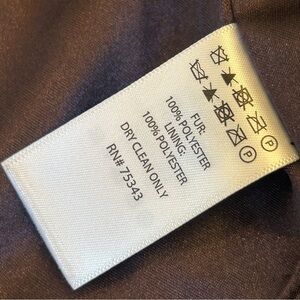 FUR:
100% POLYESTER
LINING:
100% POLYESTER
DRY CLEAN ONLY
RN# 75343
P
P